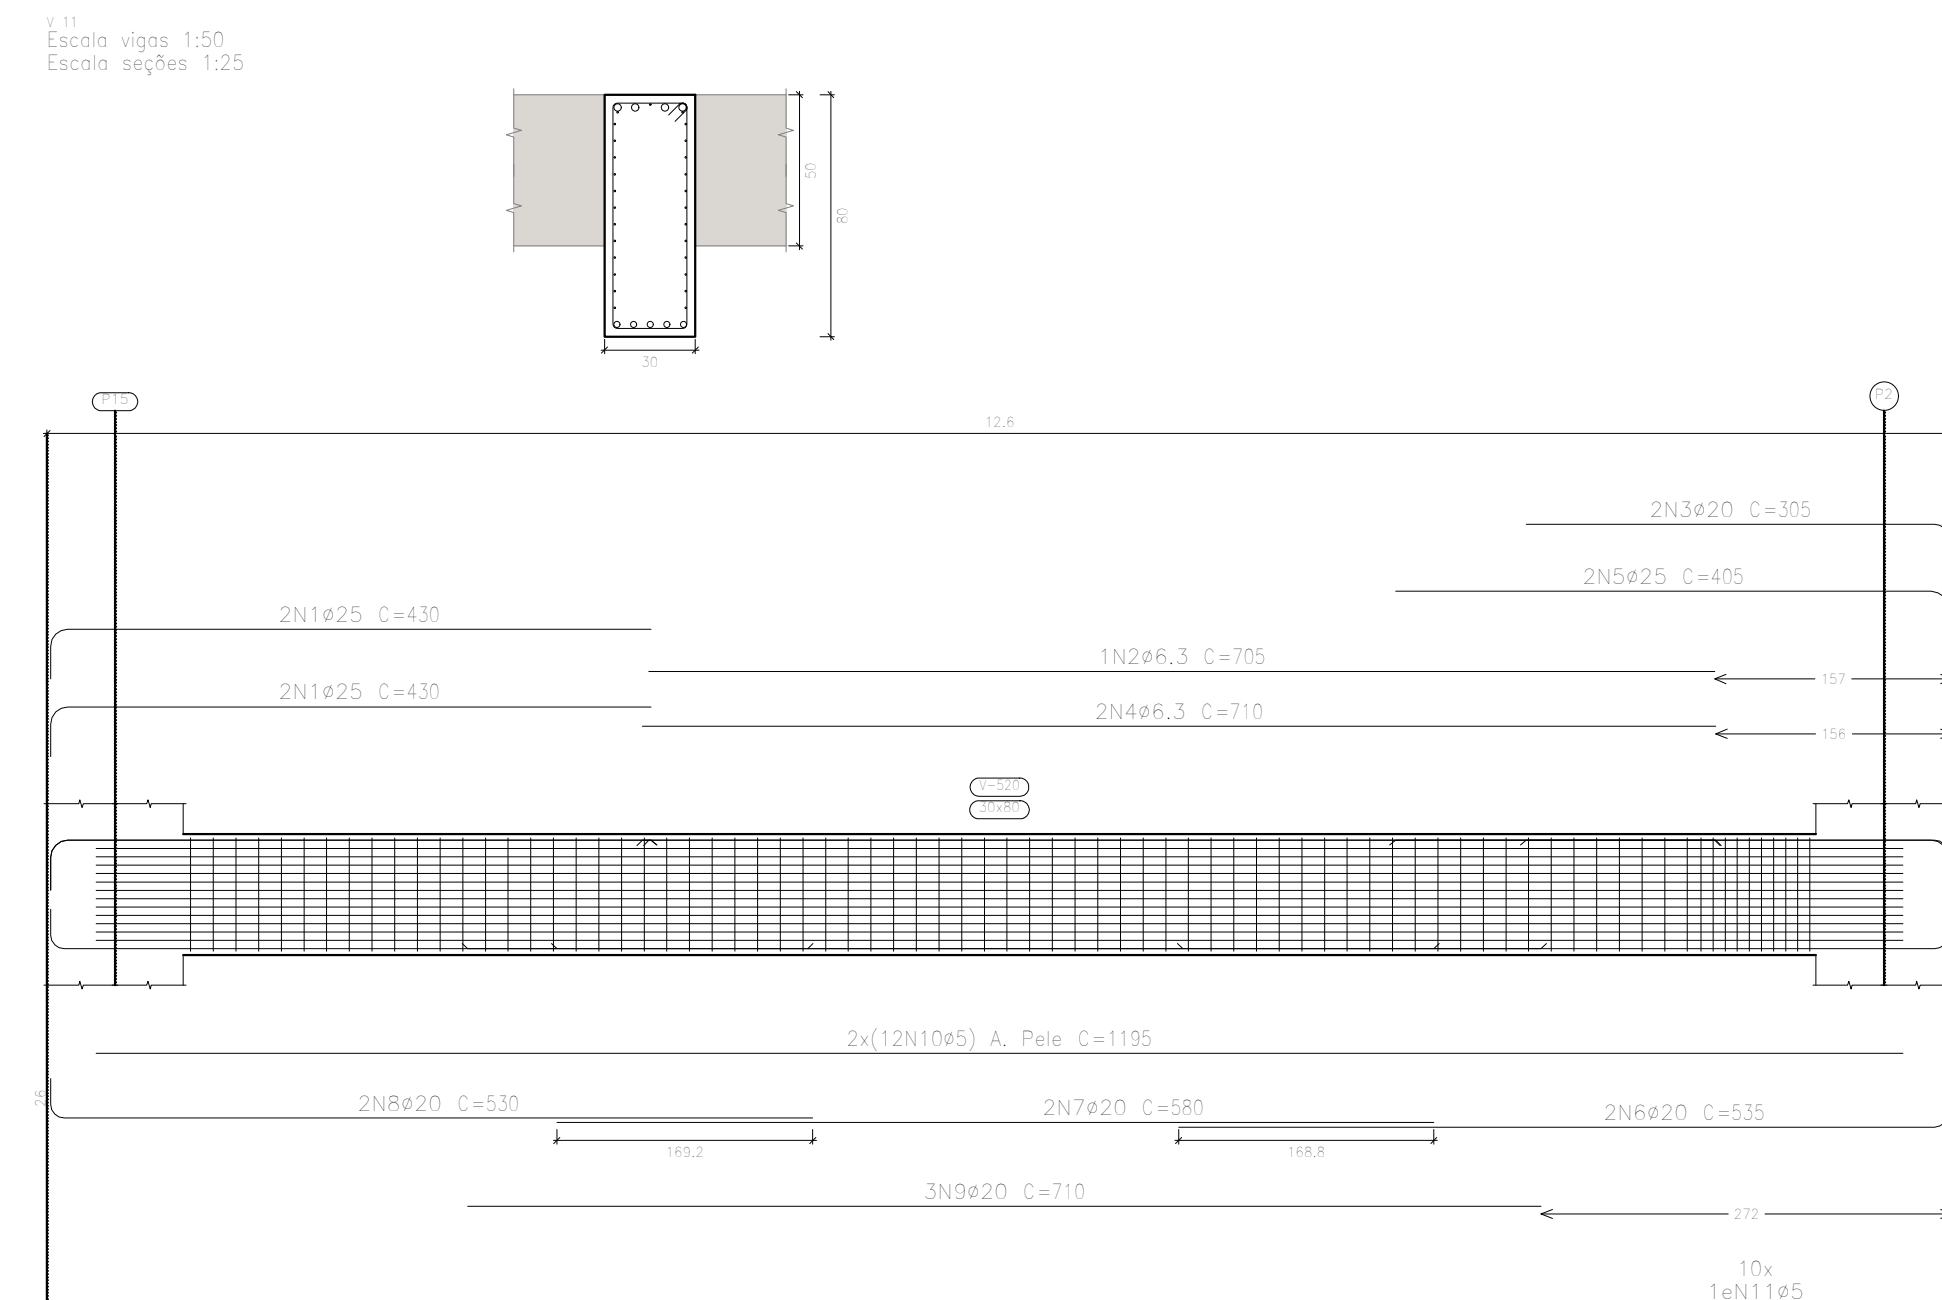 V 11
Escala vigas 1:50
Escala seções 1:25
50
80
30
P15
P2
12.6
2N3ø20 C=305
2N5ø25 C=405
2N1ø25 C=430
1N2ø6.3 C=705
157
2N1ø25 C=430
2N4ø6.3 C=710
156
V-520
30x80
2x(12N10ø5) A. Pele C=1195
26
2N8ø20 C=530
2N7ø20 C=580
2N6ø20 C=535
169.2
168.8
3N9ø20 C=710
272
10x
1eN11ø5